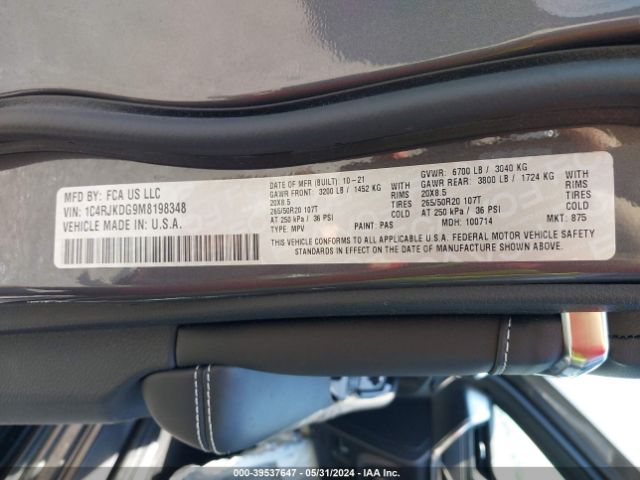 MFD BY: FCA US LLC
VIN: 1C4RJKDG9M8198348
VEHICLE MADE IN: U.S.A.
DATE OF MFR (BUILT): 10-21
GAWR FRONT: 3200 LB / 1452 KG
WITH
20X8.5 RIMS
265/50R20 107T TIRES
AT 250 kPa / 36 PSI
TYPE: MPV PAINT: PAS
GVWR: 6700 LB / 3040 KG
GAWR REAR: 3800 LB / 1724 KG
WITH
20X8.5 RIMS
265/50R20 107T TIRES
AT 250 kPa / 36 PSI
MDH: 100714 MKT: 875
THIS VEHICLE CONFORMS TO ALL APPLICABLE U.S.A. FEDERAL MOTOR VEHICLE SAFETY
STANDARDS IN EFFECT ON THE DATE OF MANUFACTURE SHOWN ABOVE
000-39537647 - 05/31/2024 - IAA Inc.